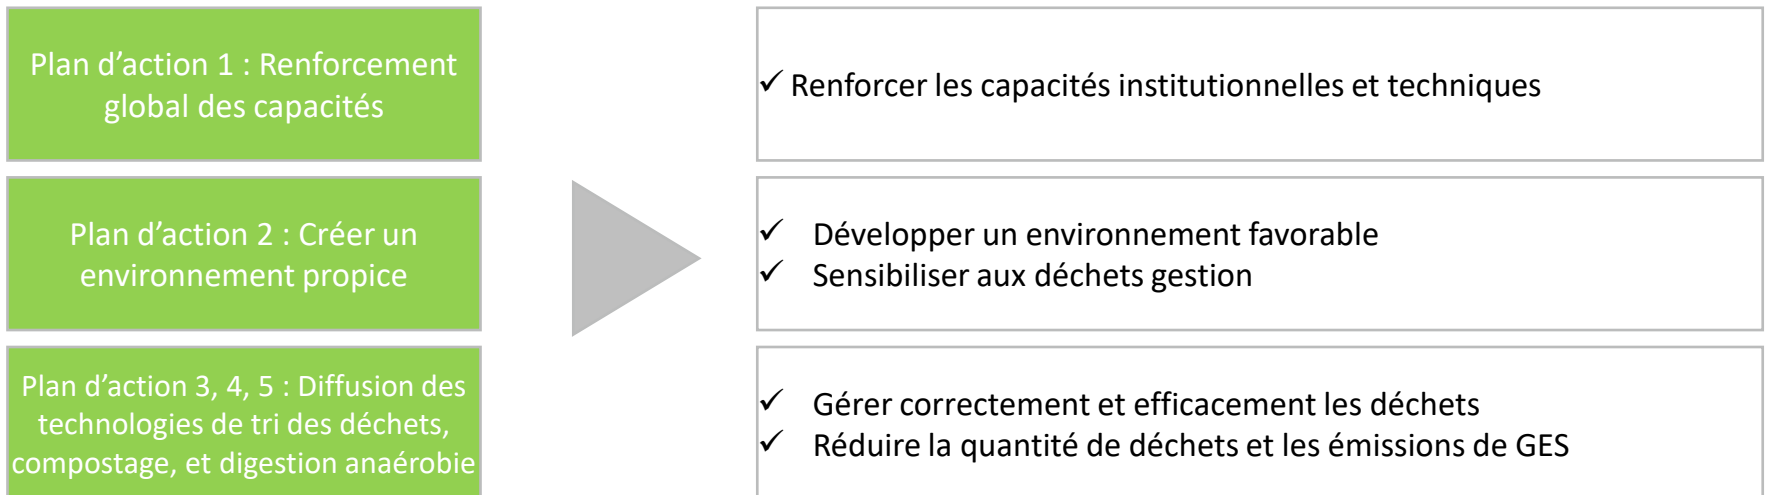 Plan d’action 1 : Renforcement
global des capacités
✓ Renforcer les capacités institutionnelles et techniques
Plan d’action 2 : Créer un
environnement propice
✓ Développer un environnement favorable
✓ Sensibiliser aux déchets gestion
Plan d’action 3, 4, 5 : Diffusion des
technologies de tri des déchets,
compostage, et digestion anaérobie
✓ Gérer correctement et efficacement les déchets
✓ Réduire la quantité de déchets et les émissions de GES